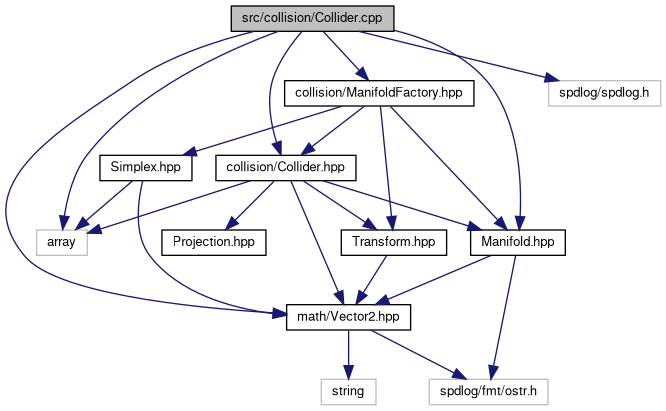 src/collision/Collider.cpp
collision/ManifoldFactory.hpp
spdlog/spdlog.h
Simplex.hpp
collision/Collider.hpp
array
Projection.hpp
Transform.hpp
Manifold.hpp
math/Vector2.hpp
string
spdlog/fmt/ostr.h